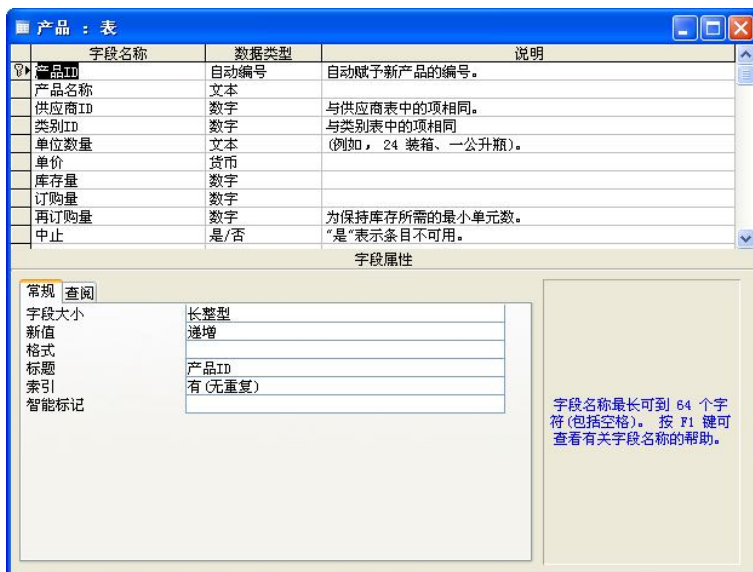 产品 : 表
字段名称 数据类型 说明
产品ID 自动编号 自动赋予新产品的编号。
产品名称 文本
供应商ID 数字 与供应商表中的项相同。
类别ID 数字 与类别表中的项相同
单位数量 文本 (例如, 24 装箱、一公升瓶)。
单价 货币
库存量 数字
订购量 数字
再订购量 数字 为保持库存所需的最小单元数。
中止 是/否 "是"表示条目不可用。
字段属性
常规 查阅
字段大小 长整型
新值 递增
格式
标题 产品ID
索引 有(无重复)
智能标记
字段名称最长可到 64 个字
符(包括空格)。 按 F1 键可
查看有关字段名称的帮助。